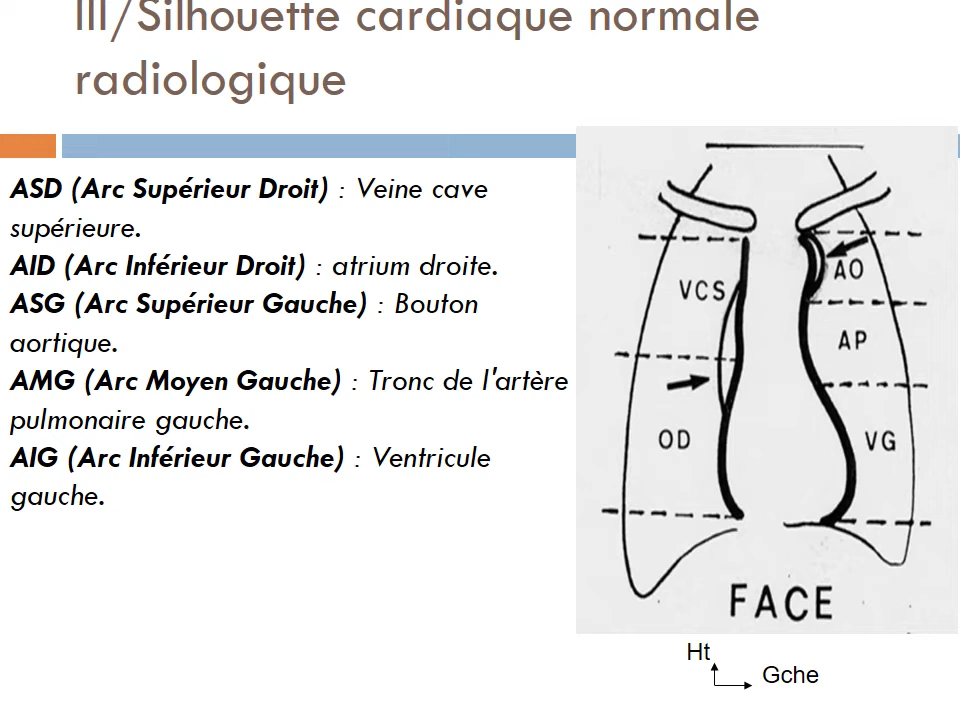 III/Silhouette cardiaque normale
radiologique
ASD (Arc Supérieur Droit) : Veine cave
supérieure.
AID (Arc Inférieur Droit) : atrium droite.
ASG (Arc Supérieur Gauche) : Bouton
aortique.
AMG (Arc Moyen Gauche) : Tronc de l'artère
pulmonaire gauche.
AIG (Arc Inférieur Gauche) : Ventricule
gauche.
VCS
AO
AP
OD
VG
FACE
Ht
Gche